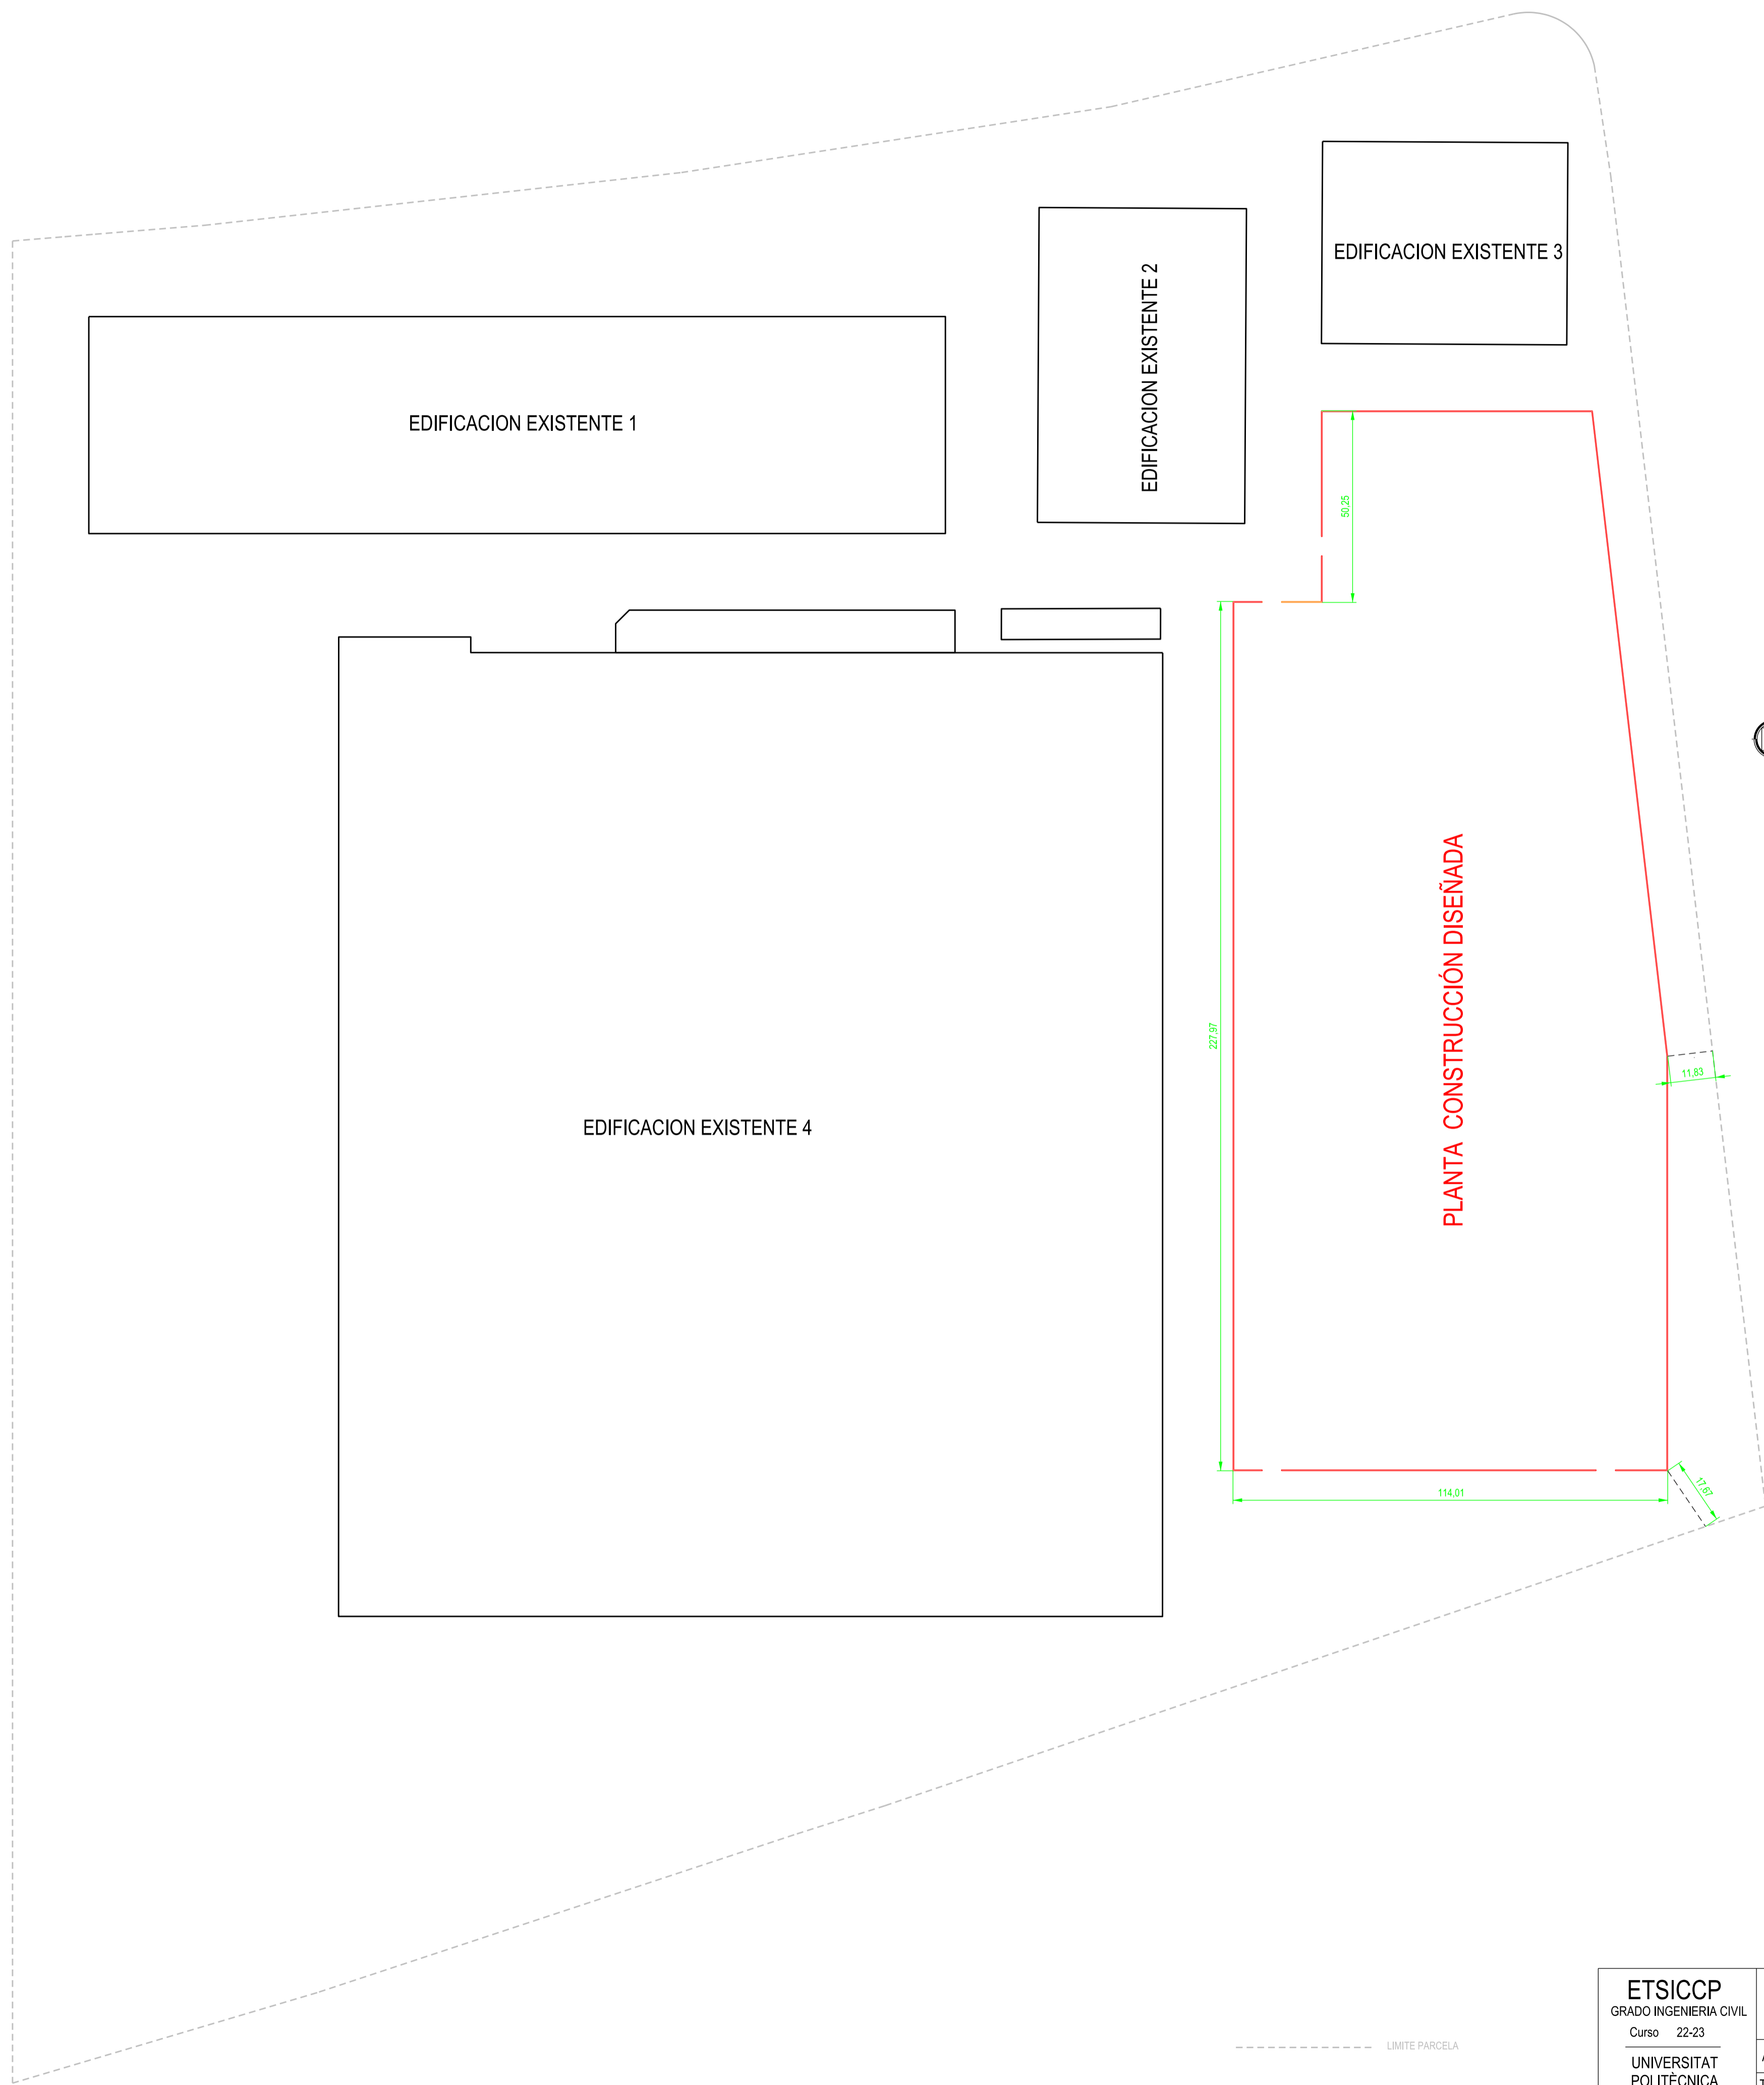 EDIFICACION EXISTENTE 3
EDIFICACION EXISTENTE 2
EDIFICACION EXISTENTE 1
50,25
PLANTA CONSTRUCCIÓN DISEÑADA
227,97
11,83
EDIFICACION EXISTENTE 4
17,67
114,01
LIMITE PARCELA
ETSICCP
GRADO INGENIERIA CIVIL
Curso 22-23
UNIVERSITAT
POLITÈCNICA